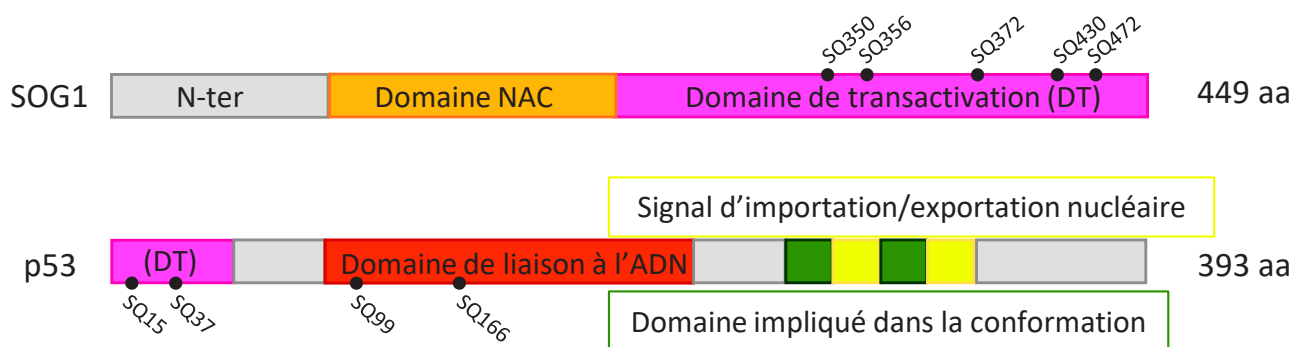 SQ350
SQ356
SQ372
SQ430
SQ472
SOG1
N-ter
Domaine NAC
Domaine de transactivation (DT)
449 aa
Signal d’importation/exportation nucléaire
p53
(DT)
Domaine de liaison à l’ADN
393 aa
SQ15
SQ37
SQ99
SQ166
Domaine impliqué dans la conformation